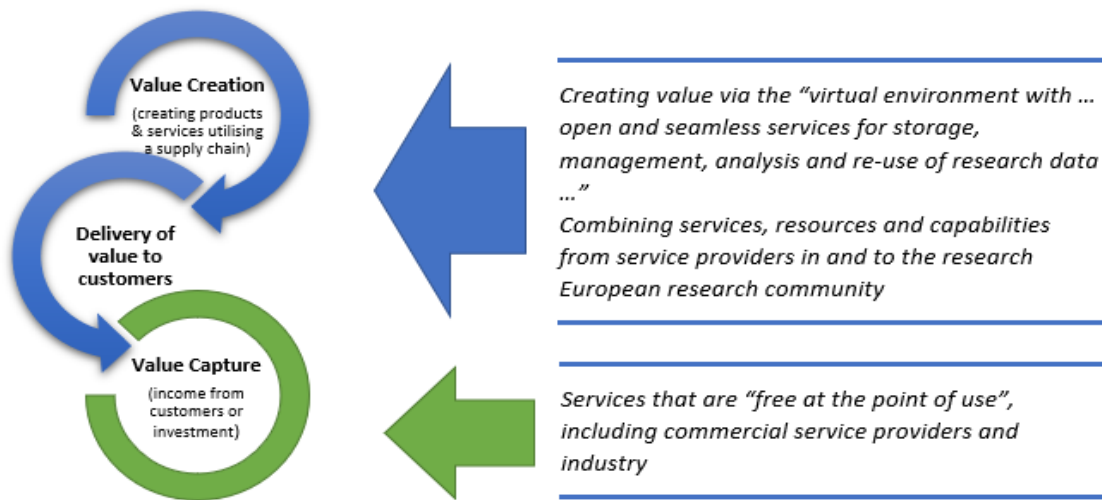 Value Creation
(creating products
& services utilising
a supply chain)
Delivery of
value to
customers
Value Capture
(income from
customers or
investment)
Creating value via the “virtual environment with …
open and seamless services for storage,
management, analysis and re-use of research data
…”
Combining services, resources and capabilities
from service providers in and to the research
European research community
Services that are “free at the point of use”,
including commercial service providers and
industry